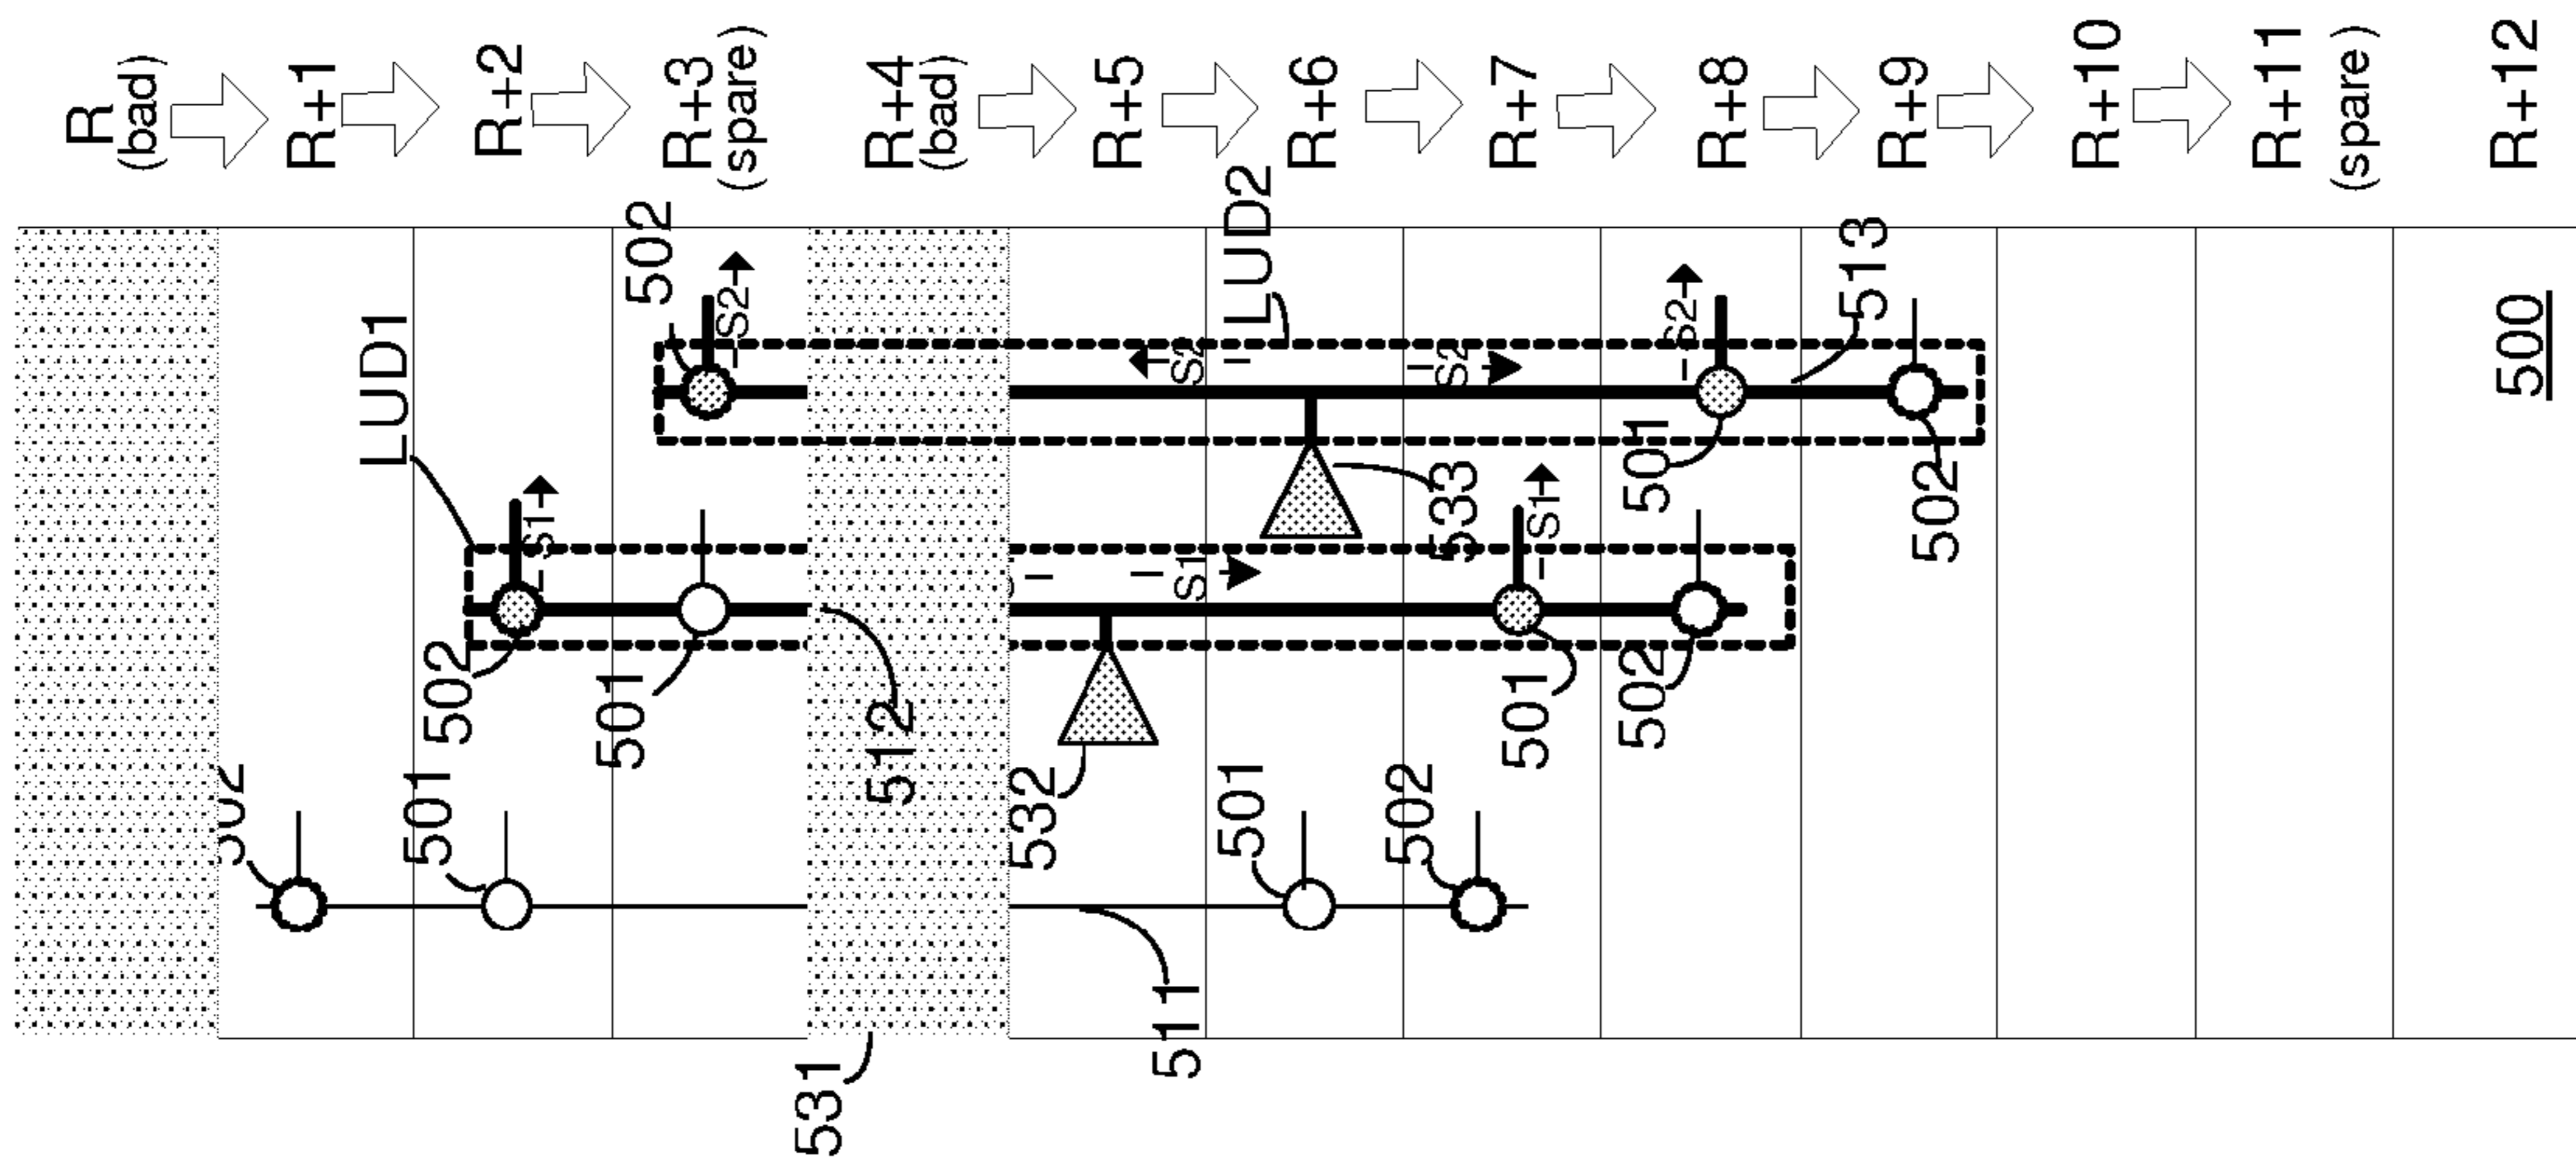 R
(bad)
R+1
R+2
R+3
(spare)
R+4
(bad)
R+5
R+6
R+7
R+8
R+9
R+10
R+11
(spare)
R+12
502
LUD2
513
S2
LUD1
S2
S2
S2
S1
533
501
502
S1
S1
502
501
512
501
502
532
501
502
501
511
531
500